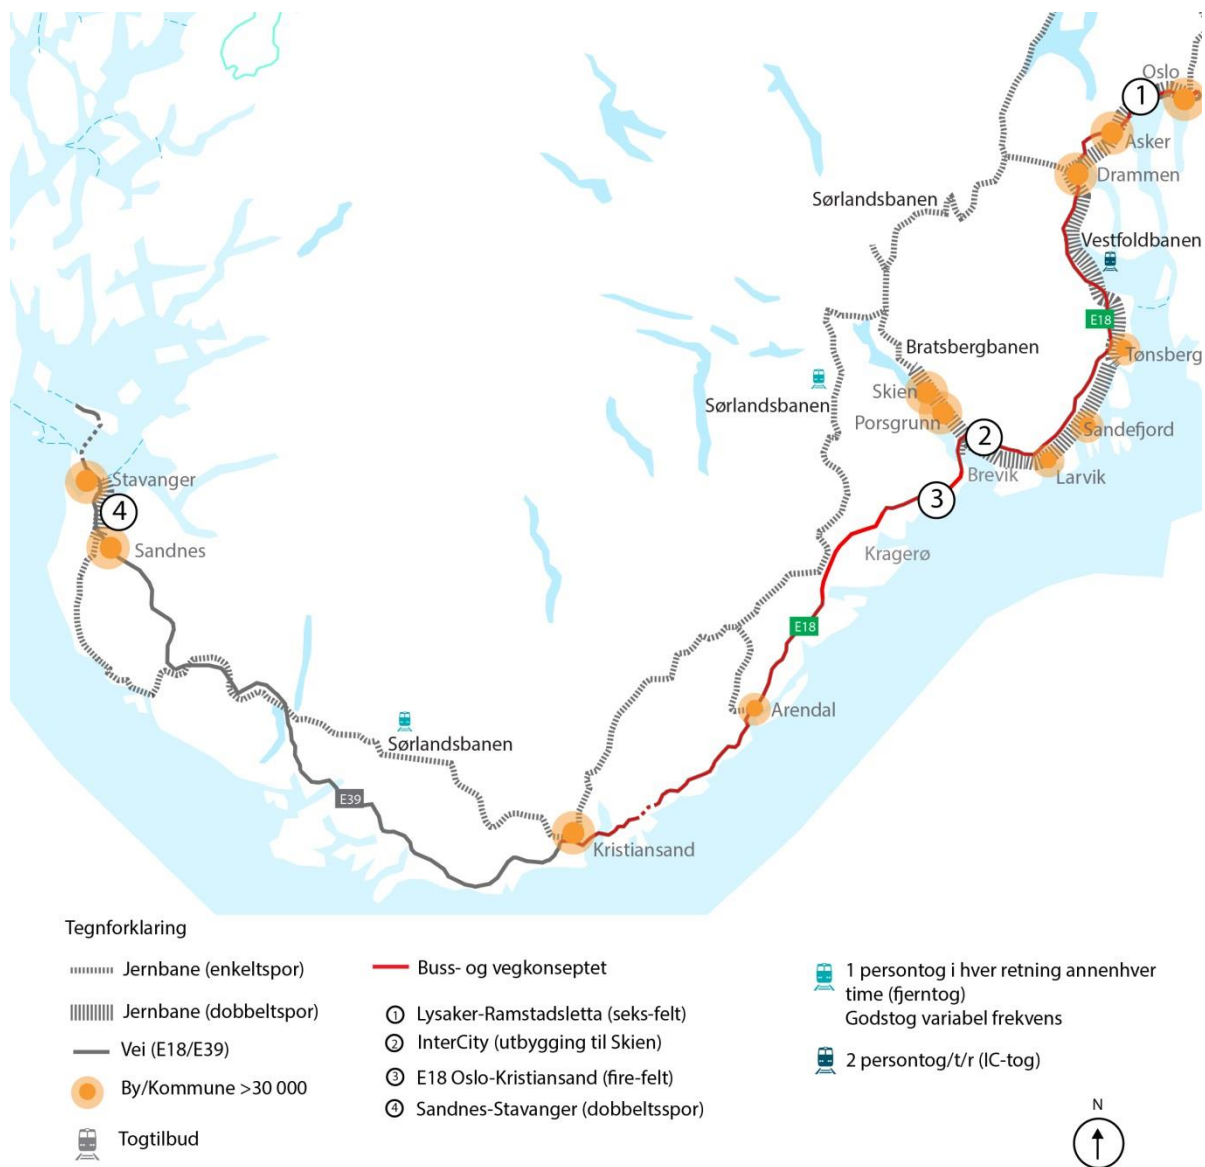 Oslo
1
Asker
Drammen
Sørlandsbanen
Vestfoldbanen
E18
Bratsbergbanen
Tønsberg
Skien
Sørlandsbanen
Porsgrunn
2
Sandefjord
Brevik
Larvik
Stavanger
3
4
Sandnes
Kragerø
E18
Arendal
Sørlandsbanen
E39
Kristiansand
Tegnforklaring
Jernbane (enkeltspor)
Jernbane (dobbeltspor)
Vei (E18/E39)
By/Kommune >30 000
Togtilbud
Buss- og vegkonseptet
1 Lysaker-Ramstadsletta (seks-felt)
2 InterCity (utbygging til Skien)
3 E18 Oslo-Kristiansand (fire-felt)
4 Sandnes-Stavanger (dobbeltsspor)
1 persontog i hver retning annenhver
time (fjerntog)
Godstog variabel frekvens
2 persontog/t/r (IC-tog)
N